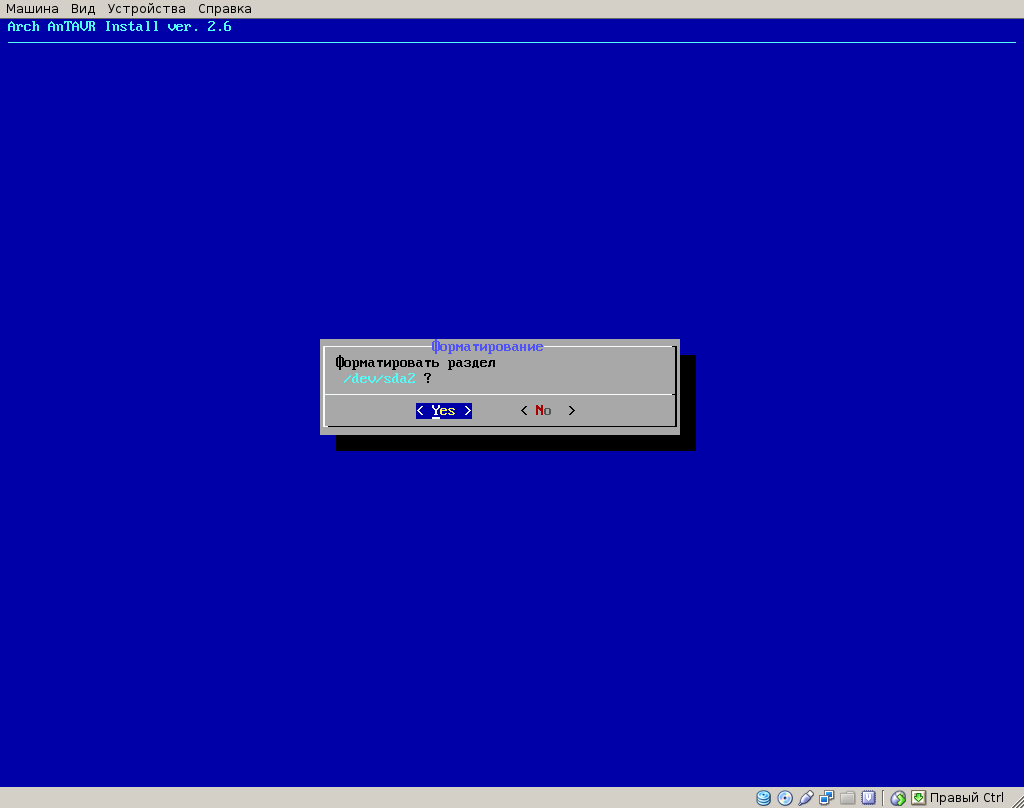 Машина Вид Устройства Справка
Arch AnTAVR Install ver. 2.6
Форматирование
Форматировать раздел
/dev/sda2 ?
< Yes > < No >
Правый Ctrl